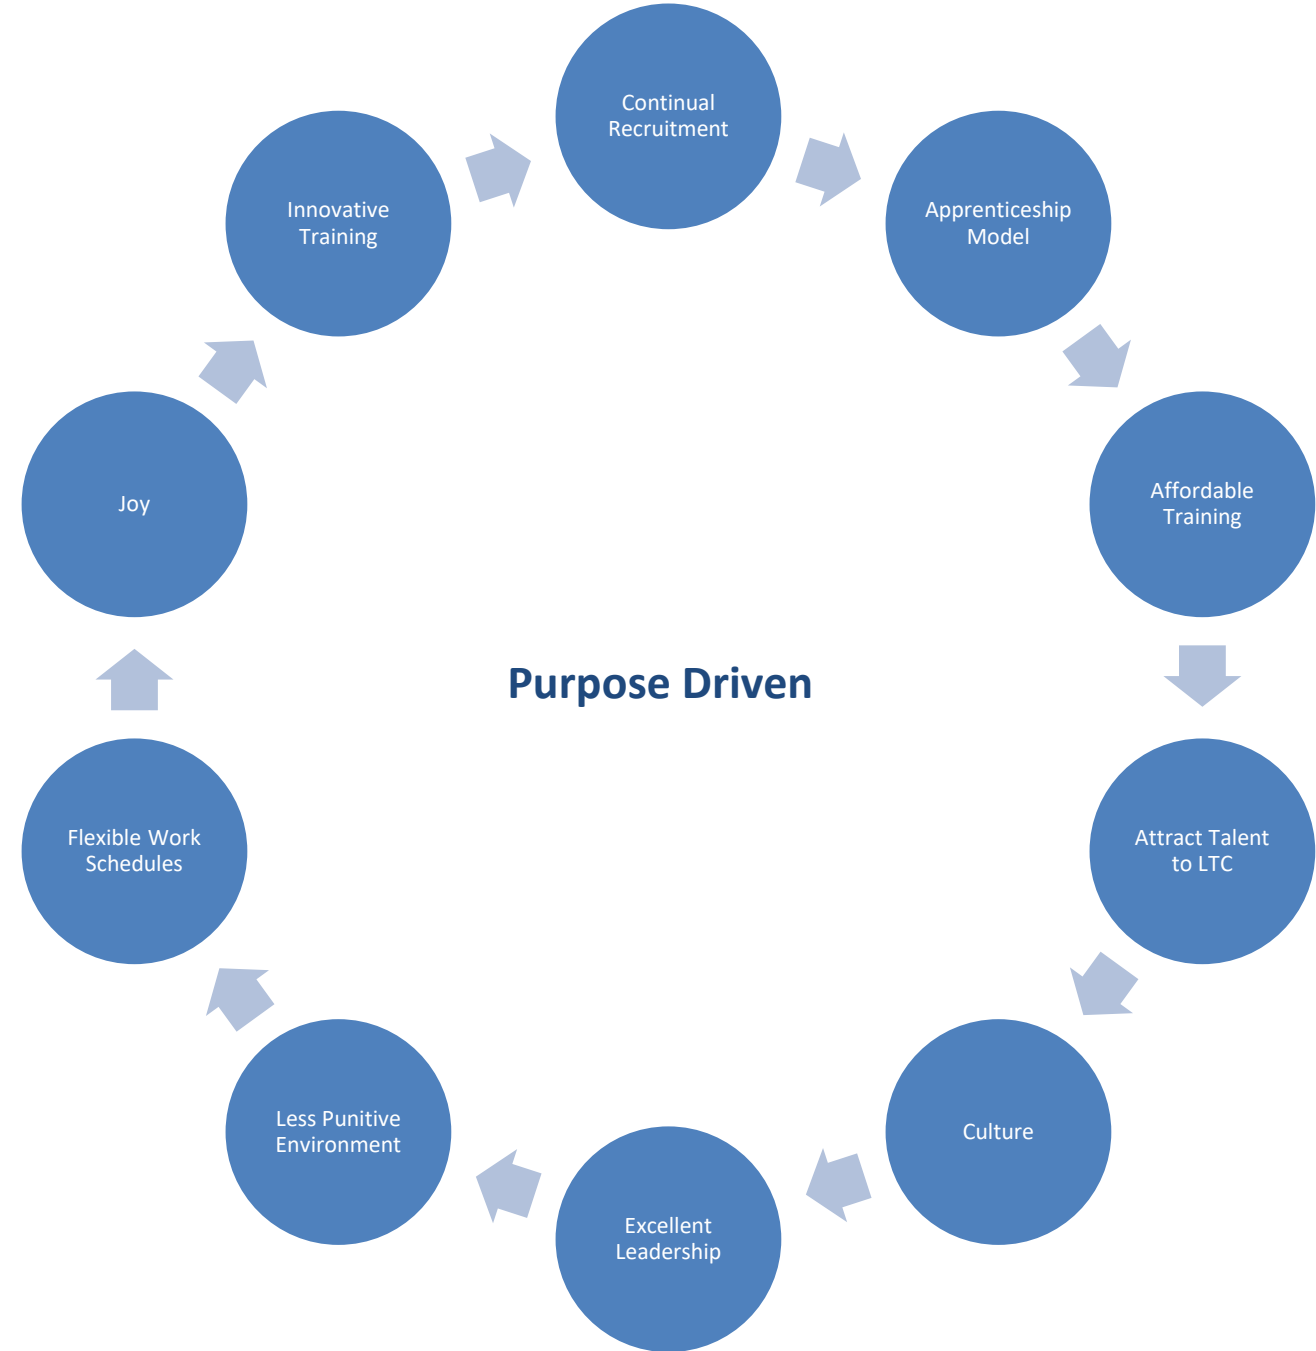 Continual
Recruitment
Apprenticeship
Model
Affordable
Training
Attract Talent
to LTC
Culture
Excellent
Leadership
Less Punitive
Environment
Flexible Work
Schedules
Joy
Innovative
Training
Purpose Driven